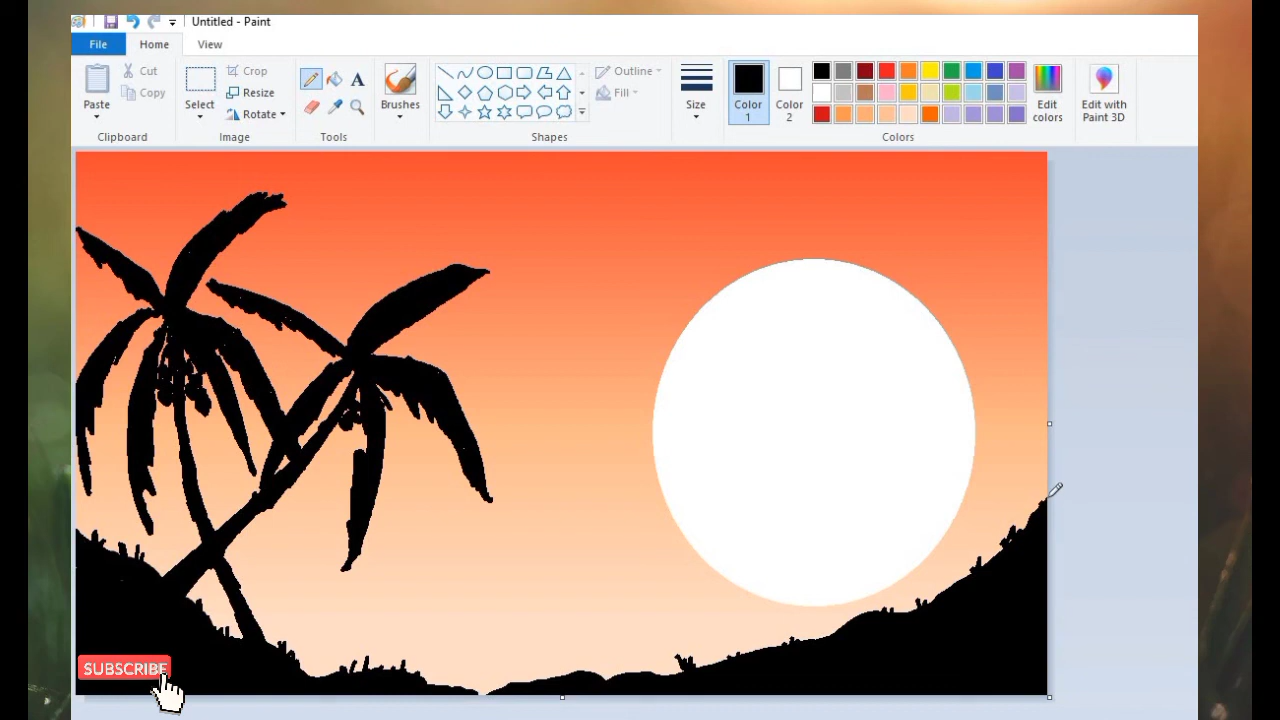 Untitled - Paint
File Home View
Paste Cut Copy Select Crop Resize Rotate A Brushes Outline Fill Size Color 1 Color 2 Edit colors Edit with Paint 3D
Clipboard Image Tools Shapes Colors
SUBSCRIBE